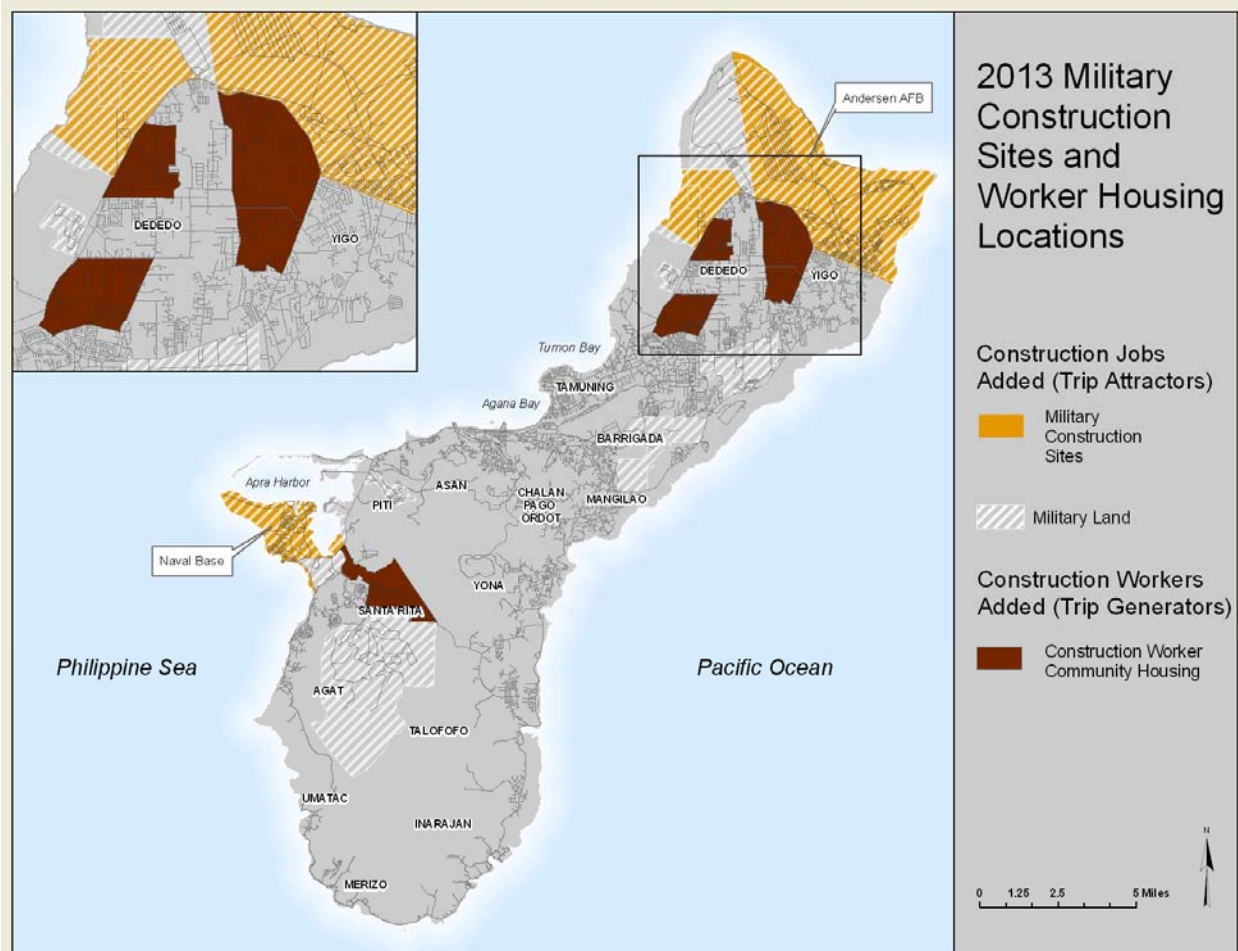 DEDEDO
YIGO
Andersen AFB
DEDEDO
YIGO
Tumon Bay
TAMUNING
Agana Bay
BARRIGADA
Apra Harbor
ASAN
PITI
CHALAN
PAGO
ORDOT
MANGILAO
Naval Base
YONA
SANTA RITA
Philippine Sea
Pacific Ocean
AGAT
TALOFOFO
UMATAC
INARAJAN
MERIZO
2013 Military
Construction
Sites and
Worker Housing
Locations
Construction Jobs
Added (Trip Attractors)
Military
Construction
Sites
Military Land
Construction Workers
Added (Trip Generators)
Construction Worker
Community Housing
N
0 1.25 2.5 5 Miles